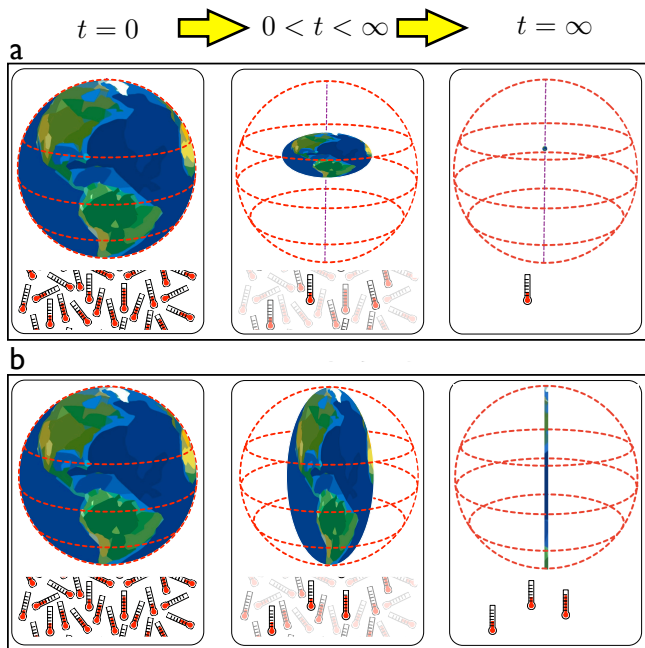 t = 0 0 < t < ∞ t = ∞
a
b